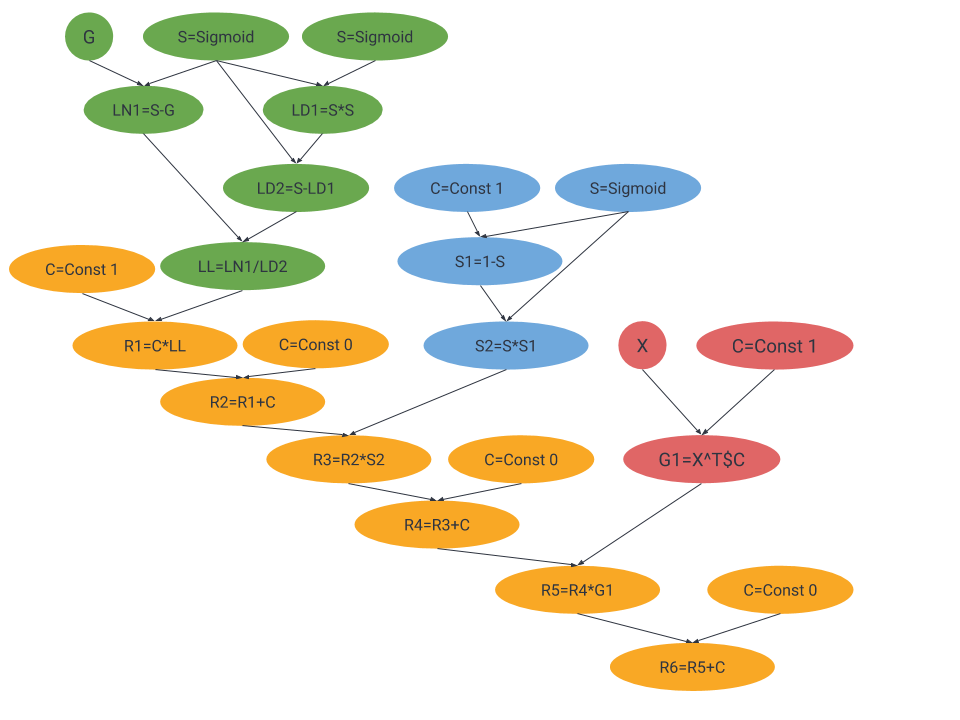 G
S=Sigmoid
S=Sigmoid
LN1=S-G
LD1=S*S
LD2=S-LD1
C=Const 1
S=Sigmoid
C=Const 1
LL=LN1/LD2
S1=1-S
R1=C*LL
C=Const 0
S2=S*S1
X
C=Const 1
R2=R1+C
R3=R2*S2
C=Const 0
G1=X^T$C
R4=R3+C
R5=R4*G1
C=Const 0
R6=R5+C